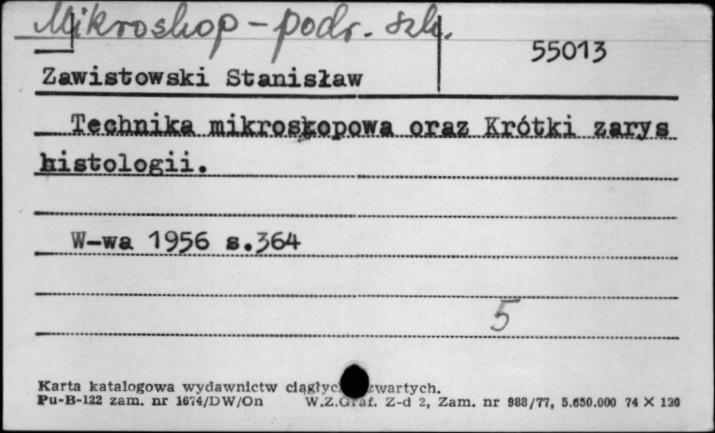 Mikroskop - podr. szk.
55013
Zawistowski Stanisław
Technika mikroskopowa oraz Krótki zarys
histologii.
W-wa 1956 s.364
5
Karta katalogowa wydawnictw ciągłyc zwartych.
Pu-B-122 zam. nr 1674/DW/On W.Z.Graf. Z-d 2, Zam. nr 988/77, 5.650.000 74 X 120